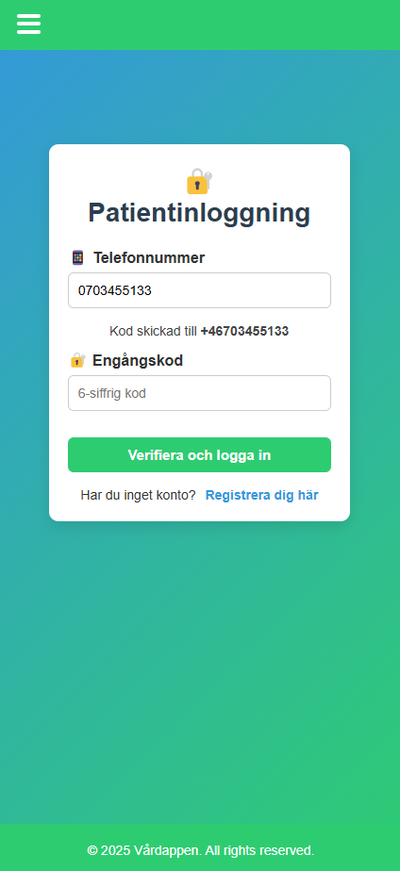 Patientinloggning
Telefonnummer
0703455133
Kod skickad till +46703455133
Engångskod
6-siffrig kod
Verifiera och logga in
Har du inget konto? Registrera dig här
© 2025 Vårdappen. All rights reserved.